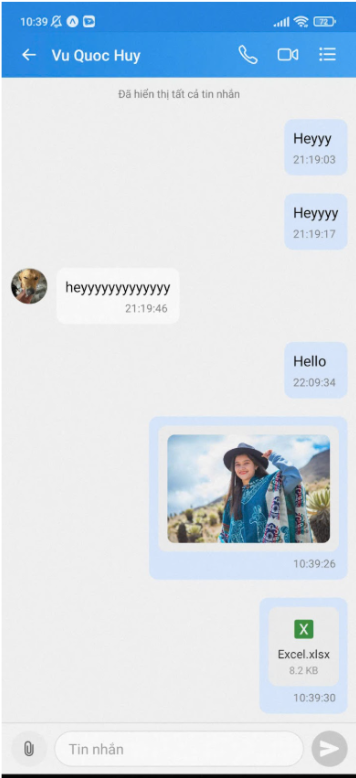 10:39
72
Vu Quoc Huy
Đã hiển thị tất cả tin nhắn
Heyyy
21:19:03
Heyyyy
21:19:17
heyyyyyyyyyyyyy
21:19:46
Hello
22:09:34
10:39:26
X
Excel.xlsx
8.2 KB
10:39:30
Tin nhắn